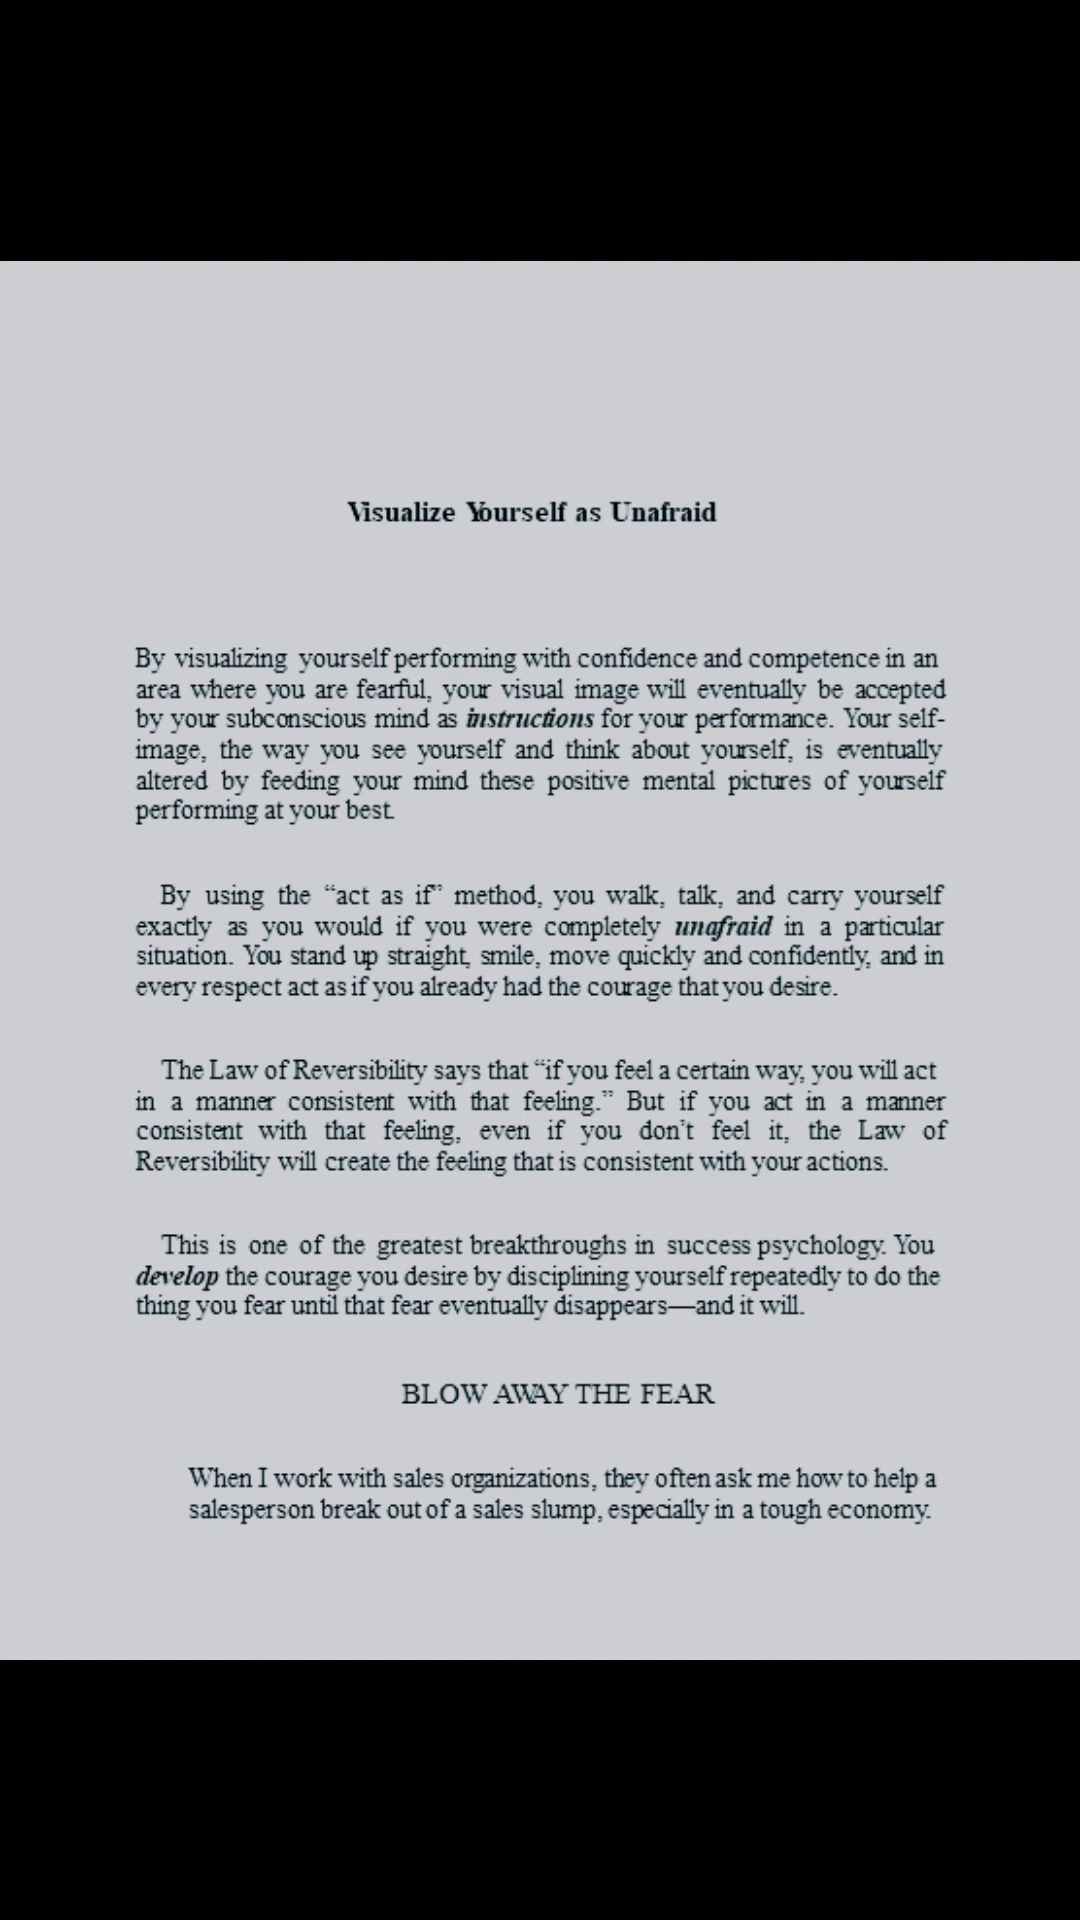 Visualize Yourself as Unafraid
By visualizing yourself performing with confidence and competence in an
area where you are fearful, your visual image will eventually be accepted
by your subconscious mind as instructions for your performance. Your self-
image, the way you see yourself and think about yourself, is eventually
altered by feeding your mind these positive mental pictures of yourself
performing at your best.
By using the “act as if” method, you walk, talk, and carry yourself
exactly as you would if you were completely unafraid in a particular
situation. You stand up straight, smile, move quickly and confidently, and in
every respect act as if you already had the courage that you desire.
The Law of Reversibility says that “if you feel a certain way, you will act
in a manner consistent with that feeling.” But if you act in a manner
consistent with that feeling, even if you don’t feel it, the Law of
Reversibility will create the feeling that is consistent with your actions.
This is one of the greatest breakthroughs in success psychology. You
develop the courage you desire by disciplining yourself repeatedly to do the
thing you fear until that fear eventually disappears—and it will.
BLOW AWAY THE FEAR
When I work with sales organizations, they often ask me how to help a
salesperson break out of a sales slump, especially in a tough economy.